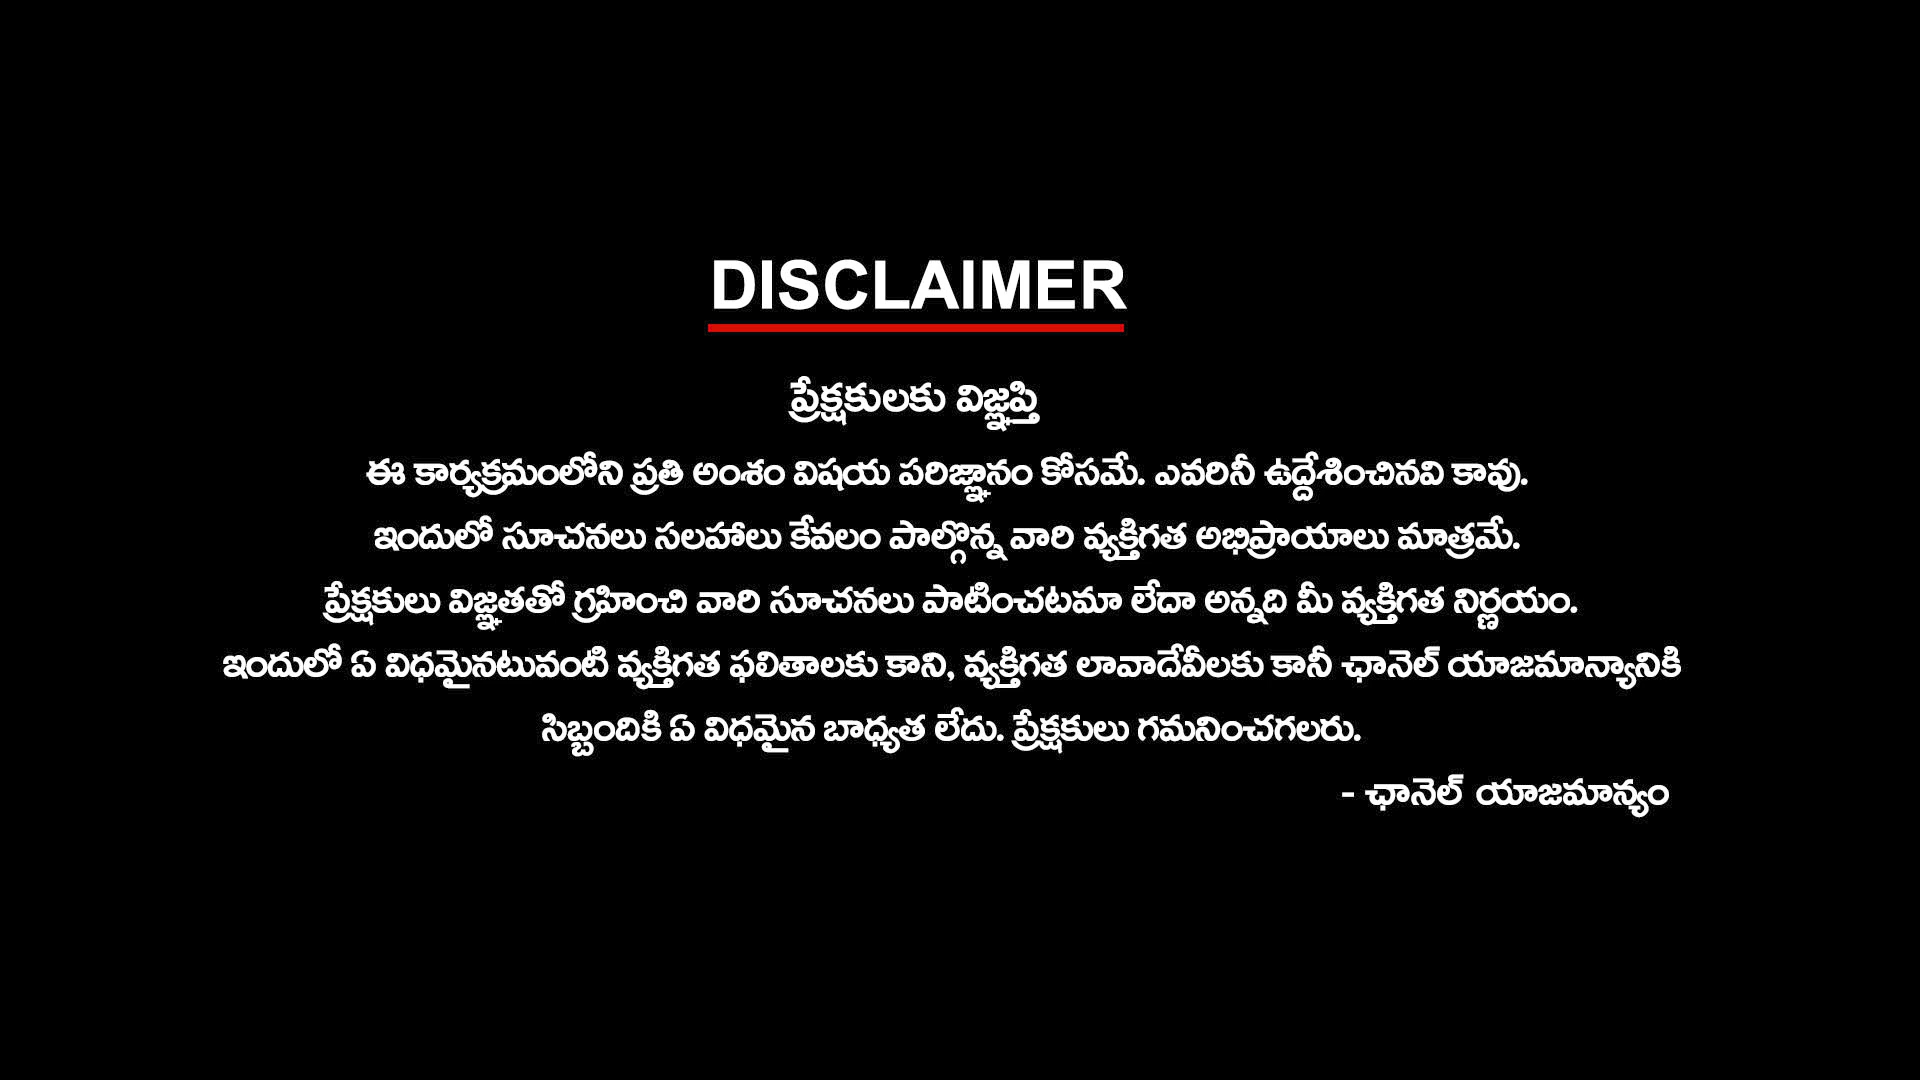 DISCLAIMER
ప్రేక్షకులకు విజ్ఞప్తి
ఈ కార్యక్రమంలోని ప్రతి అంశం విషయ పరిజ్ఞానం కోసమే. ఎవరినీ ఉద్దేశించినవి కావు.
ఇందులో సూచనలు సలహాలు కేవలం పాల్గొన్న వారి వ్యక్తిగత అభిప్రాయాలు మాత్రమే.
ప్రేక్షకులు విజ్ఞతతో గ్రహించి వారి సూచనలు పాటించటమా లేదా అన్నది మీ వ్యక్తిగత నిర్ణయం.
ఇందులో ఏ విధమైనటువంటి వ్యక్తిగత ఫలితాలకు కాని, వ్యక్తిగత లావాదేవీలకు కానీ ఛానెల్ యాజమాన్యానికి
సిబ్బందికి ఏ విధమైన బాధ్యత లేదు. ప్రేక్షకులు గమనించగలరు.
- ఛానెల్ యాజమాన్యం